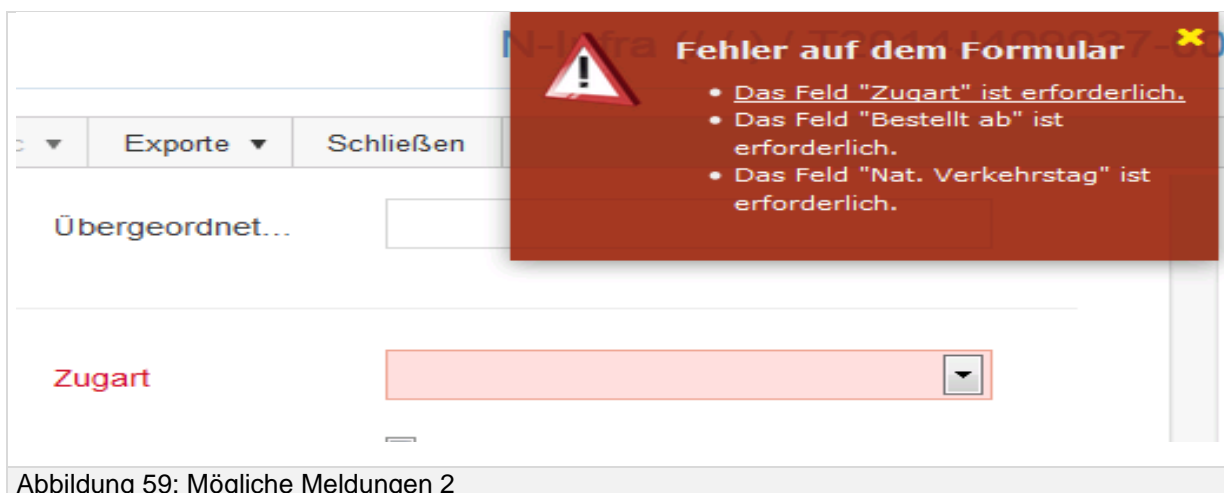 Fehler auf dem Formular
• Das Feld "Zugart" ist erforderlich.
• Das Feld "Bestellt ab" ist
erforderlich.
• Das Feld "Nat. Verkehrstag" ist
erforderlich.
Exporte
Schließen
Übergeordnet...
Zugart
Abbildung 59: Mögliche Meldungen 2